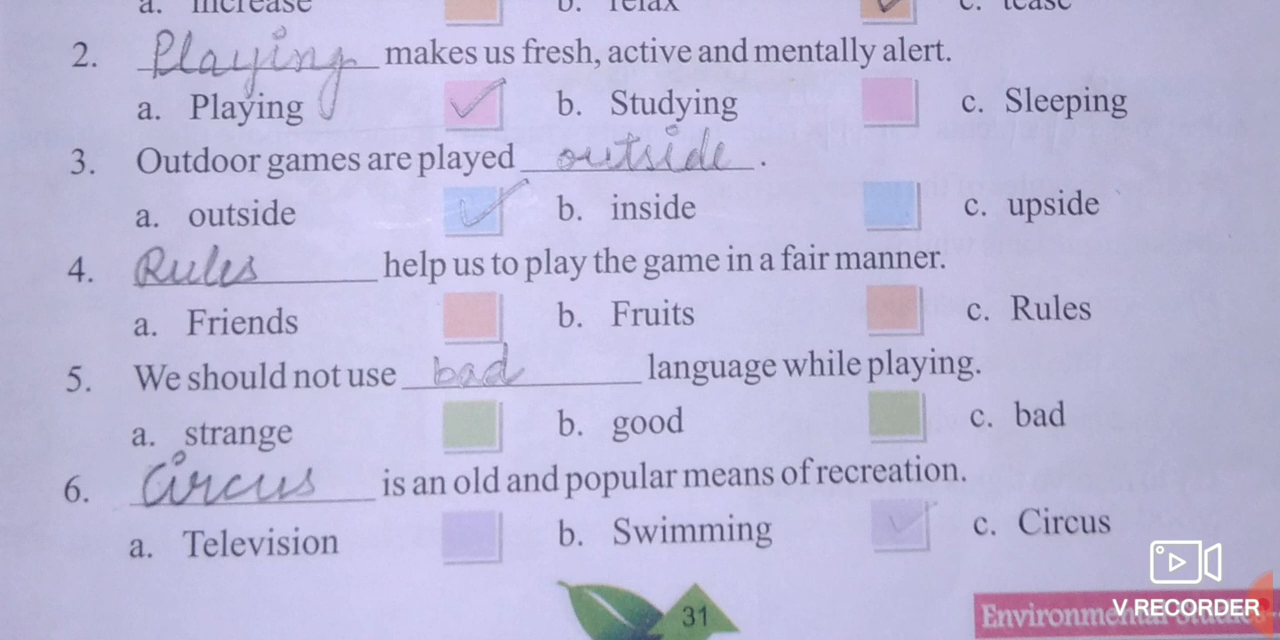 a. increase b. relax c. tease
2. Playing makes us fresh, active and mentally alert.
a. Playing b. Studying c. Sleeping
3. Outdoor games are played outside.
a. outside b. inside c. upside
4. Rules help us to play the game in a fair manner.
a. Friends b. Fruits c. Rules
5. We should not use bad language while playing.
a. strange b. good c. bad
6. Circus is an old and popular means of recreation.
a. Television b. Swimming c. Circus
31
Environmental Studies
V RECORDER